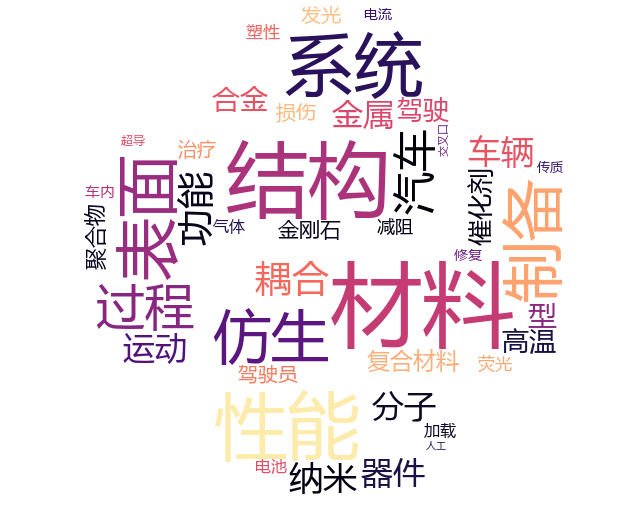 发光
电流
塑性
系统
合金
损伤
金属
驾驶
交叉口
超导
治疗
结构
汽车
车辆
传质
表面
功能
催化剂
制备
车内
聚合物
气体
金刚石
减阻
修复
耦合
材料
过程
仿生
型
运动
高温
驾驶员
复合材料
荧光
性能
分子
加载
人工
电池
纳米
器件